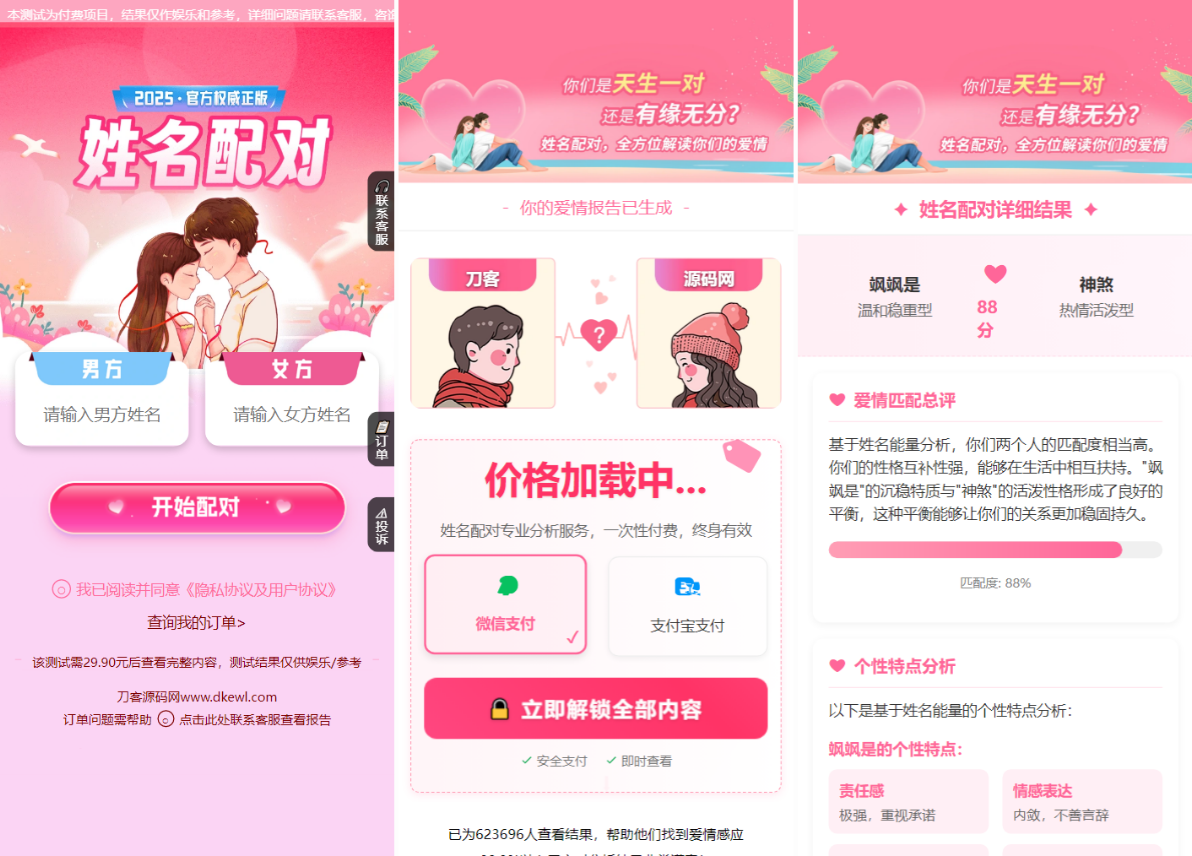 本测试为付费项目，结果仅作娱乐和参考，详细问题请联系客服，咨
2025·官方权威正版
姓名配对
联系客服
男方
女方
请输入男方姓名
请输入女方姓名
订单
开始配对
投诉
我已阅读并同意《隐私协议及用户协议》
查询我的订单>
该测试需29.90元后查看完整内容，测试结果仅供娱乐/参考
刀客源码网www.dkewl.com
订单问题需帮助 点击此处联系客服查看报告
你们是天生一对
还是有缘无分?
姓名配对，全方位解读你们的爱情
- 你的爱情报告已生成 -
刀客
源码网
?
价格加载中...
姓名配对专业分析服务，一次性付费，终身有效
微信支付
支付宝支付
立即解锁全部内容
安全支付 即时查看
已为623696人查看结果，帮助他们找到爱情感应
你们是天生一对
还是有缘无分?
姓名配对，全方位解读你们的爱情
姓名配对详细结果
飒飒是
温和稳重型
88
分
神煞
热情活泼型
爱情匹配总评
基于姓名能量分析，你们两个人的匹配度相当高。
你们的性格互补性强，能够在生活中相互扶持。"飒
飒是"的沉稳特质与"神煞"的活泼性格形成了良好的
平衡，这种平衡能够让你们的关系更加稳固持久。
匹配度: 88%
个性特点分析
以下是基于姓名能量的个性特点分析：
飒飒是的个性特点：
责任感
极强，重视承诺
情感表达
内敛，不善言辞